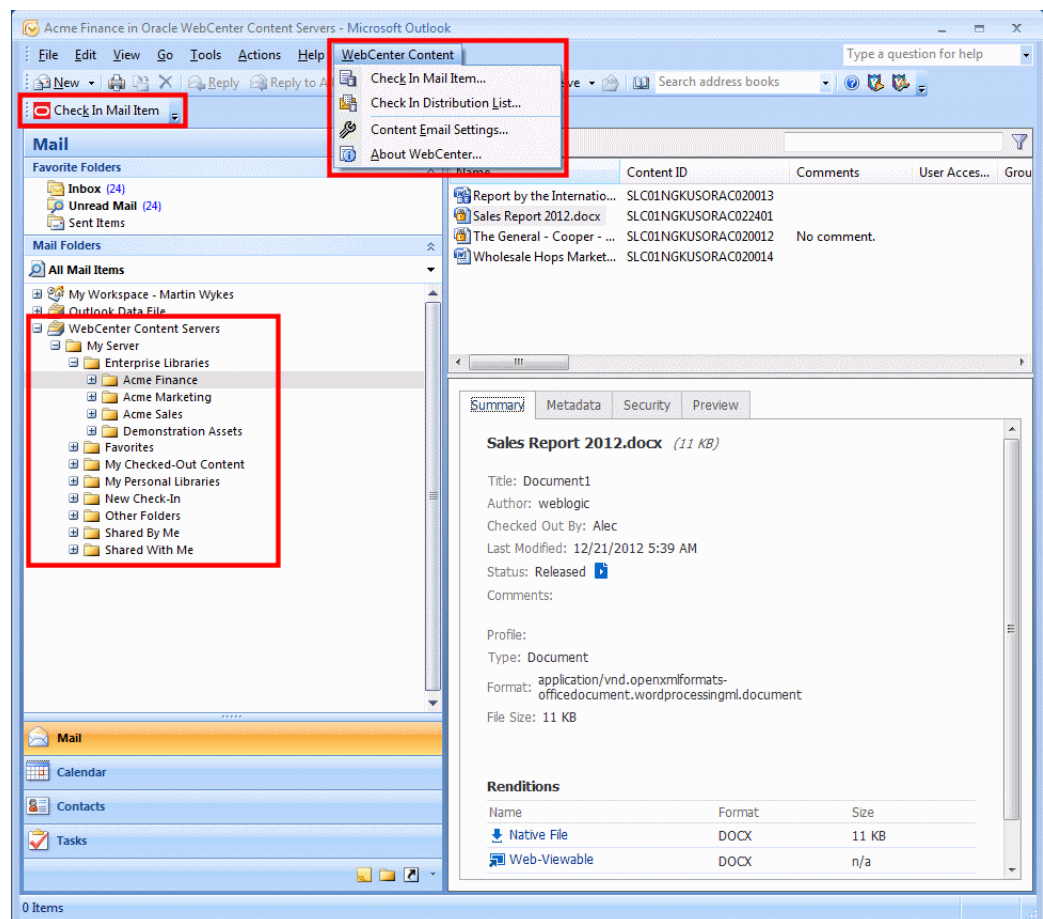 Acme Finance in Oracle WebCenter Content Servers - Microsoft Outlook
File Edit View Go Tools Actions Help WebCenter Content Type a question for help
New Reply Reply to A ve Search address books
Check In Mail Item...
Check In Distribution List...
Content Email Settings...
About WebCenter...
Check In Mail Item
Mail
Favorite Folders
Inbox (24)
Unread Mail (24)
Sent Items
Mail Folders
All Mail Items
My Workspace - Martin Wykes
Outlook Data File
WebCenter Content Servers
My Server
Enterprise Libraries
Acme Finance
Acme Marketing
Acme Sales
Demonstration Assets
Favorites
My Checked-Out Content
My Personal Libraries
New Check-In
Other Folders
Shared By Me
Shared With Me
Mail
Calendar
Contacts
Tasks
0 Items
Name Content ID Comments User Acces... Grou
Report by the Internatio... SLC01NGKUSORAC020013
Sales Report 2012.docx SLC01NGKUSORAC022401
The General - Cooper - ... SLC01NGKUSORAC020012 No comment.
Wholesale Hops Market... SLC01NGKUSORAC020014
Summary Metadata Security Preview
Sales Report 2012.docx (11 KB)
Title: Document1
Author: weblogic
Checked Out By: Alec
Last Modified: 12/21/2012 5:39 AM
Status: Released
Comments:
Profile:
Type: Document
Format: application/vnd.openxmlformats-
officedocument.wordprocessingml.document
File Size: 11 KB
Renditions
Name Format Size
Native File DOCX 11 KB
Web-Viewable DOCX n/a